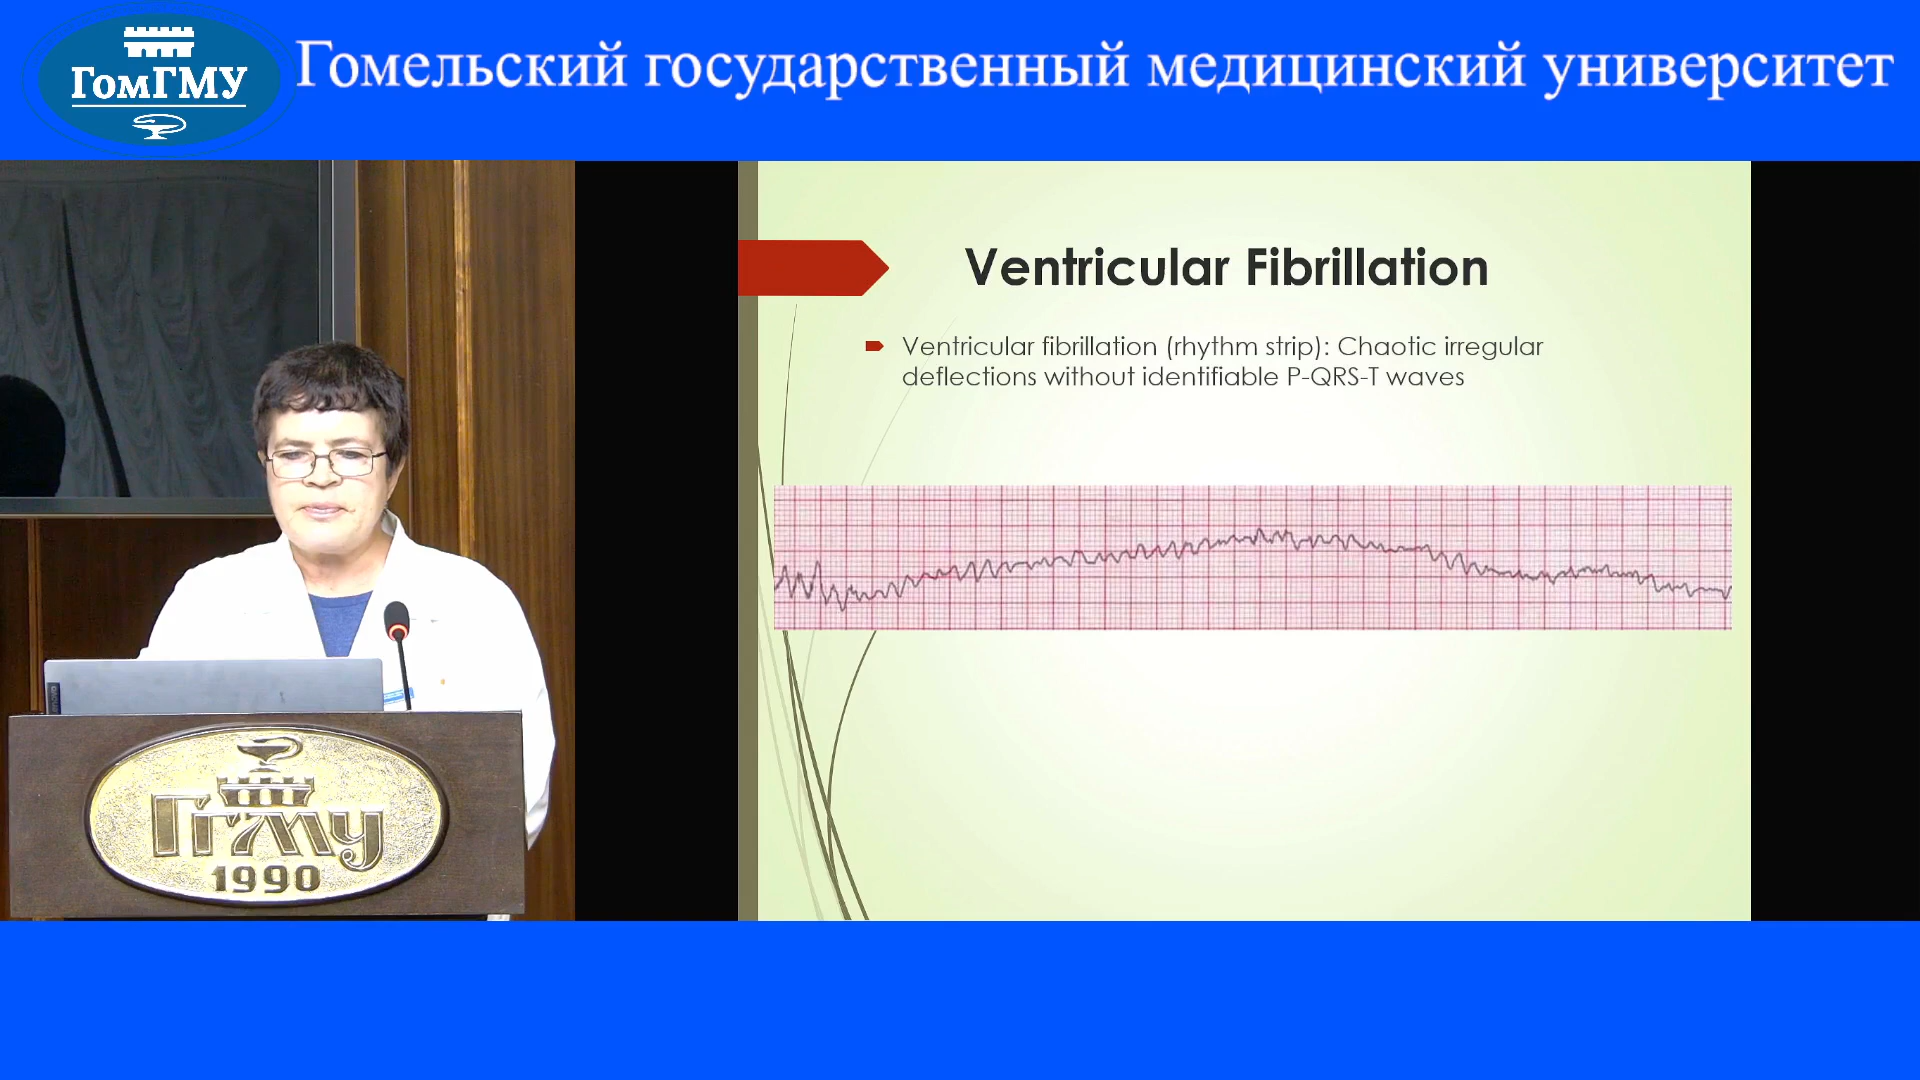 ГомГМУ
Гомельский государственный медицинский университет
Ventricular Fibrillation
Ventricular fibrillation (rhythm strip): Chaotic irregular
deflections without identifiable P-QRS-T waves
ГГМУ
1990